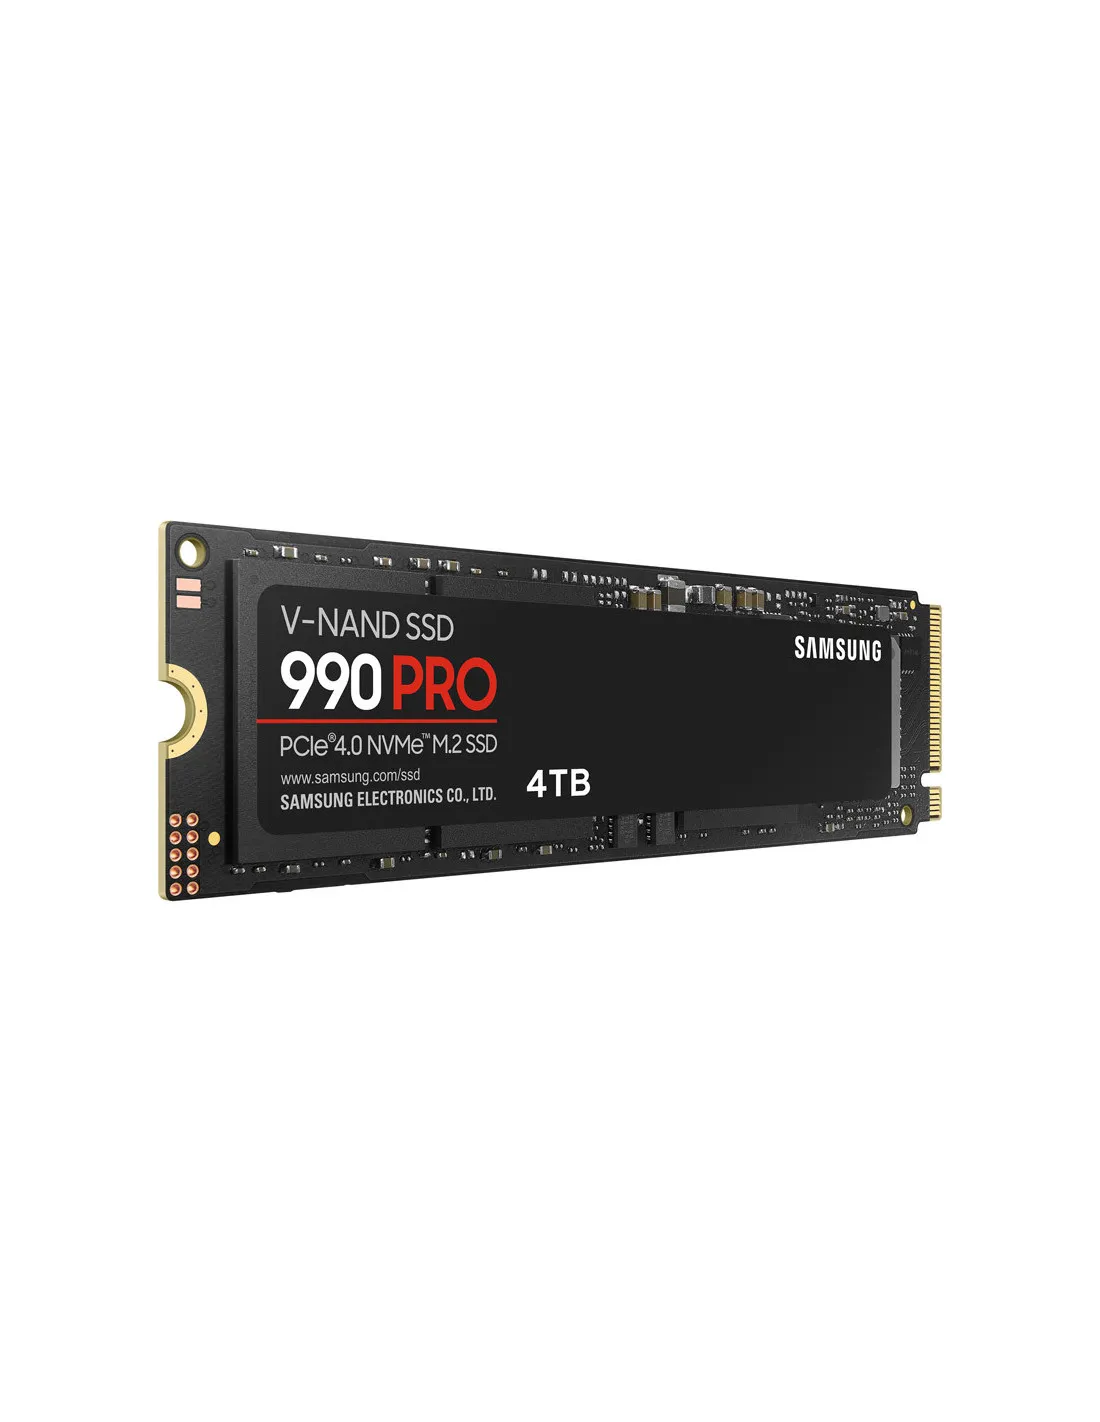 V-NAND SSD
990 PRO
PCIe®4.0 NVMe™ M.2 SSD
www.samsung.com/ssd
SAMSUNG ELECTRONICS CO., LTD.
4TB
SAMSUNG